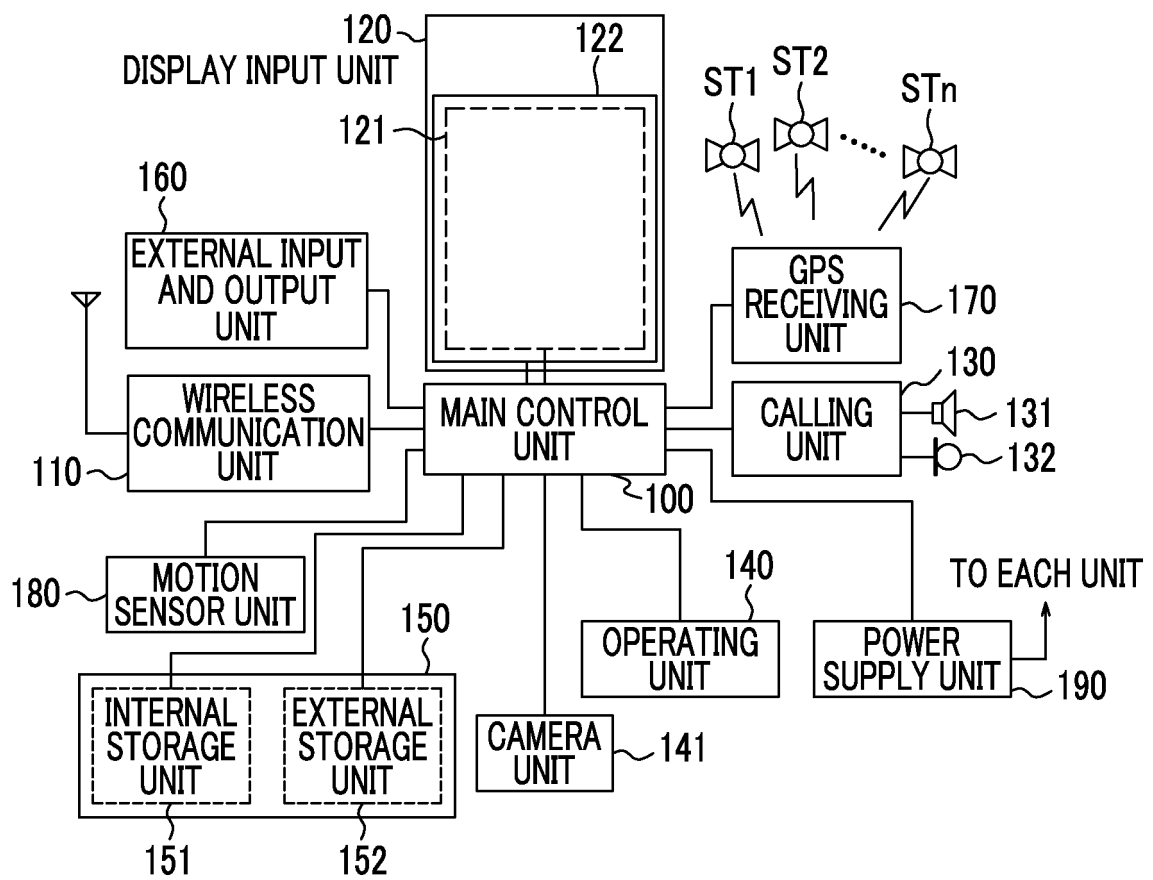 120
122
DISPLAY INPUT UNIT
ST1
ST2
STn
121
160
EXTERNAL INPUT
AND OUTPUT
UNIT
GPS
RECEIVING
UNIT
170
WIRELESS
COMMUNICATION
UNIT
110
MAIN CONTROL
UNIT
100
CALLING
UNIT
130
131
132
MOTION
SENSOR UNIT
180
140
OPERATING
UNIT
TO EACH UNIT
POWER
SUPPLY UNIT
190
150
INTERNAL
STORAGE
UNIT
EXTERNAL
STORAGE
UNIT
CAMERA
UNIT
141
151
152